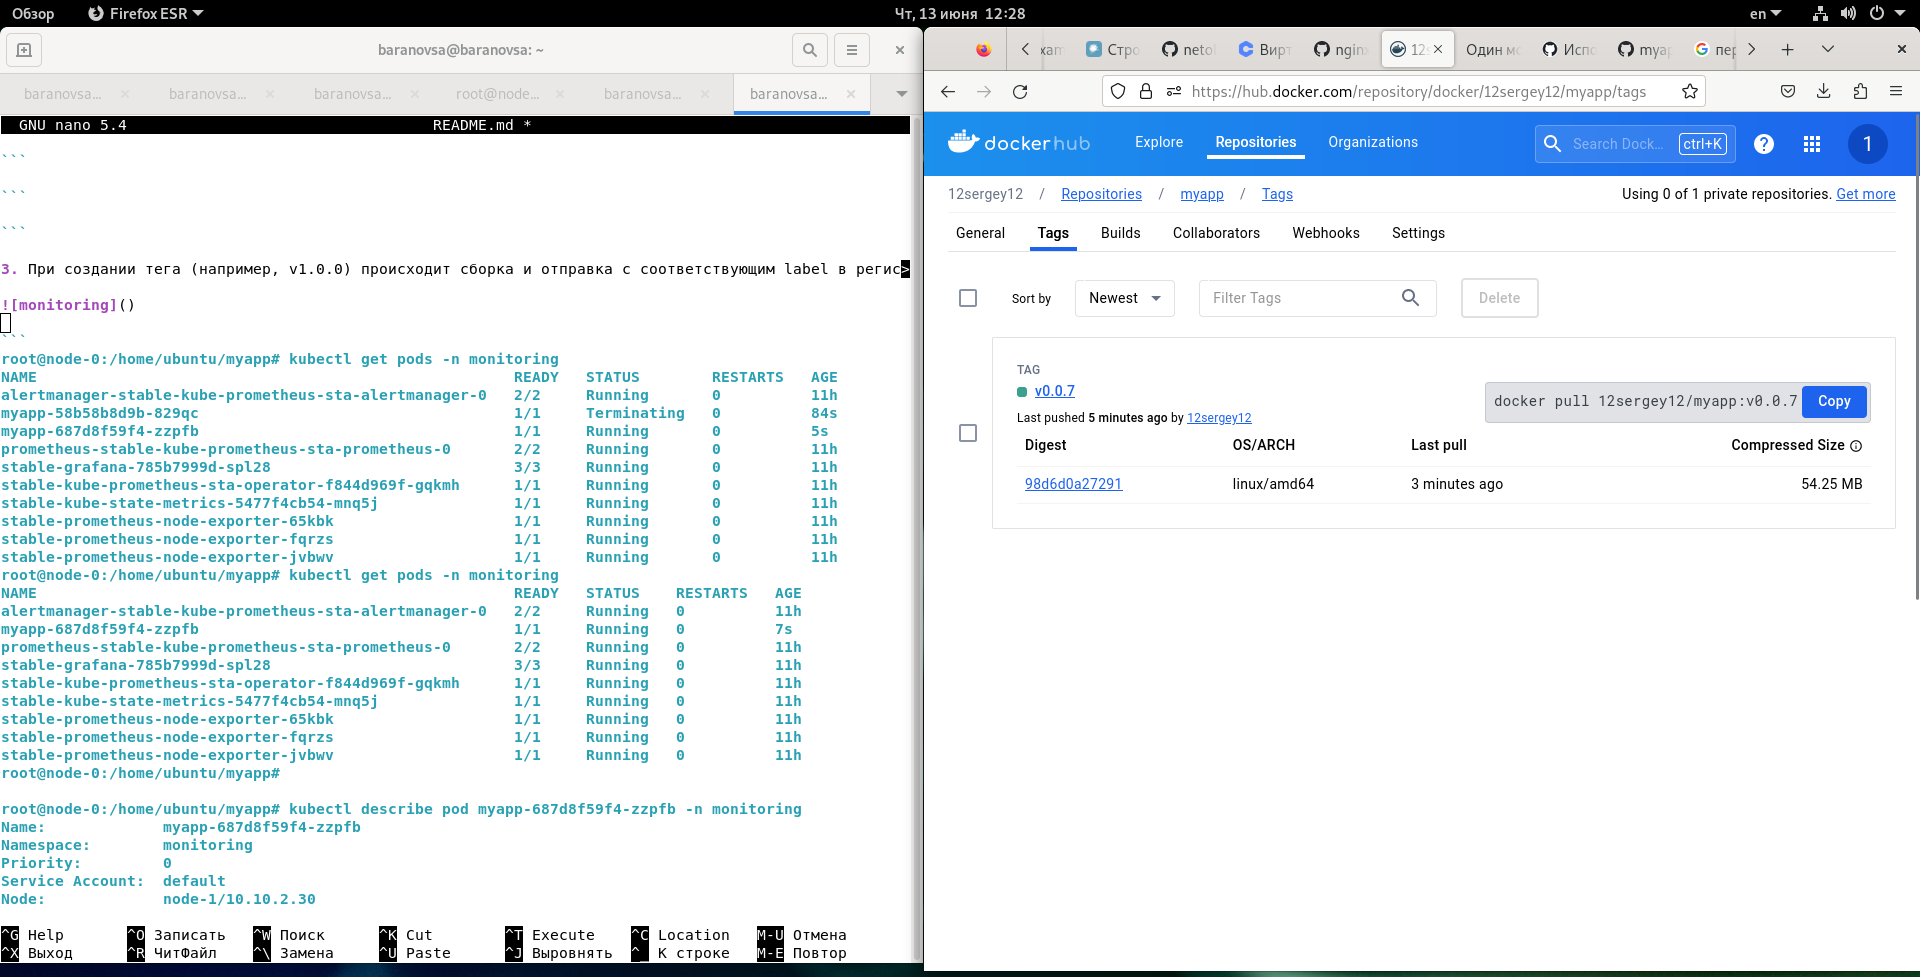 Обзор
Firefox ESR
Чт, 13 июня 12:28
en
baranovsa@baranovsa: ~
baranovsa...
baranovsa...
baranovsa...
root@node...
baranovsa...
baranovsa...
GNU nano 5.4 README.md *
```
```
```
3. При создании тега (например, v1.0.0) происходит сборка и отправка с соответствующим label в регис>
![monitoring]()
```
root@node-0:/home/ubuntu/myapp# kubectl get pods -n monitoring
NAME READY STATUS RESTARTS AGE
alertmanager-stable-kube-prometheus-sta-alertmanager-0 2/2 Running 0 11h
myapp-58b58b8d9b-829qc 1/1 Terminating 0 84s
myapp-687d8f59f4-zzpfb 1/1 Running 0 5s
prometheus-stable-kube-prometheus-sta-prometheus-0 2/2 Running 0 11h
stable-grafana-785b7999d-spl28 3/3 Running 0 11h
stable-kube-prometheus-sta-operator-f844d969f-gqkmh 1/1 Running 0 11h
stable-kube-state-metrics-5477f4cb54-mnq5j 1/1 Running 0 11h
stable-prometheus-node-exporter-65kbk 1/1 Running 0 11h
stable-prometheus-node-exporter-fqrzs 1/1 Running 0 11h
stable-prometheus-node-exporter-jvbwv 1/1 Running 0 11h
root@node-0:/home/ubuntu/myapp# kubectl get pods -n monitoring
NAME READY STATUS RESTARTS AGE
alertmanager-stable-kube-prometheus-sta-alertmanager-0 2/2 Running 0 11h
myapp-687d8f59f4-zzpfb 1/1 Running 0 7s
prometheus-stable-kube-prometheus-sta-prometheus-0 2/2 Running 0 11h
stable-grafana-785b7999d-spl28 3/3 Running 0 11h
stable-kube-prometheus-sta-operator-f844d969f-gqkmh 1/1 Running 0 11h
stable-kube-state-metrics-5477f4cb54-mnq5j 1/1 Running 0 11h
stable-prometheus-node-exporter-65kbk 1/1 Running 0 11h
stable-prometheus-node-exporter-fqrzs 1/1 Running 0 11h
stable-prometheus-node-exporter-jvbwv 1/1 Running 0 11h
root@node-0:/home/ubuntu/myapp#
root@node-0:/home/ubuntu/myapp# kubectl describe pod myapp-687d8f59f4-zzpfb -n monitoring
Name: myapp-687d8f59f4-zzpfb
Namespace: monitoring
Priority: 0
Service Account: default
Node: node-1/10.10.2.30
^G Help ^O Записать ^W Поиск ^K Cut ^T Execute ^C Location M-U Отмена
^X Выход ^R ЧитФайл ^\ Замена ^U Paste ^J Выровнять ^_ К строке M-E Повтор
Стро
neto
Вирт
nginx
12s
Один мо
Испо
myap
пер
https://hub.docker.com/repository/docker/12sergey12/myapp/tags
dockerhub
Explore
Repositories
Organizations
Search Dock...
ctrl+K
1
12sergey12 / Repositories / myapp / Tags
Using 0 of 1 private repositories. Get more
General
Tags
Builds
Collaborators
Webhooks
Settings
Sort by
Newest
Filter Tags
Delete
TAG
v0.0.7
docker pull 12sergey12/myapp:v0.0.7
Copy
Last pushed 5 minutes ago by 12sergey12
Digest OS/ARCH Last pull Compressed Size
98d6d0a27291 linux/amd64 3 minutes ago 54.25 MB